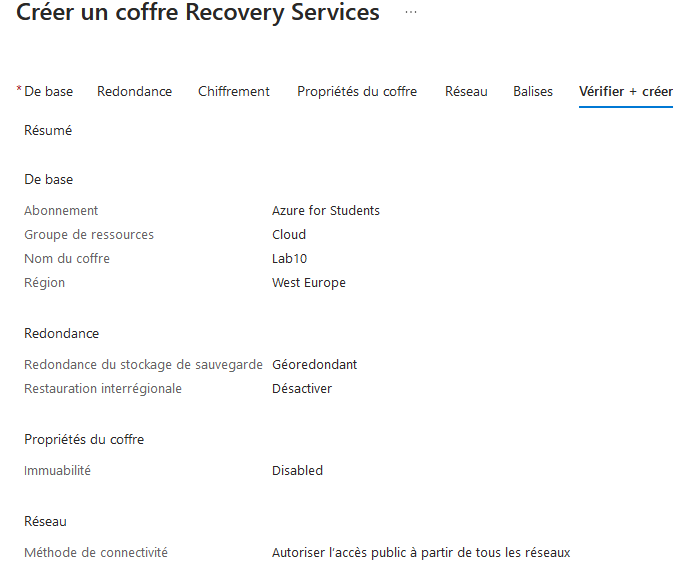 Créer un coffre Recovery Services ...
* De base Redondance Chiffrement Propriétés du coffre Réseau Balises Vérifier + créer
Résumé
De base
Abonnement Azure for Students
Groupe de ressources Cloud
Nom du coffre Lab10
Région West Europe
Redondance
Redondance du stockage de sauvegarde Géoredondant
Restauration interrégionale Désactiver
Propriétés du coffre
Immuabilité Disabled
Réseau
Méthode de connectivité Autoriser l’accès public à partir de tous les réseaux